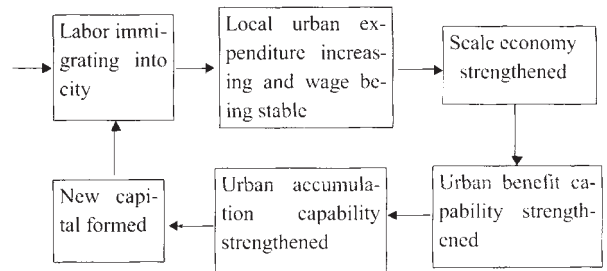 Labor immi-
grating into
city
Local urban ex-
penditure increas-
ing and wage be-
ing stable
Scale economy
strengthened
Urban benefit ca-
pability strength-
ened
Urban accumula-
tion capability
strengthened
New capi-
tal formed